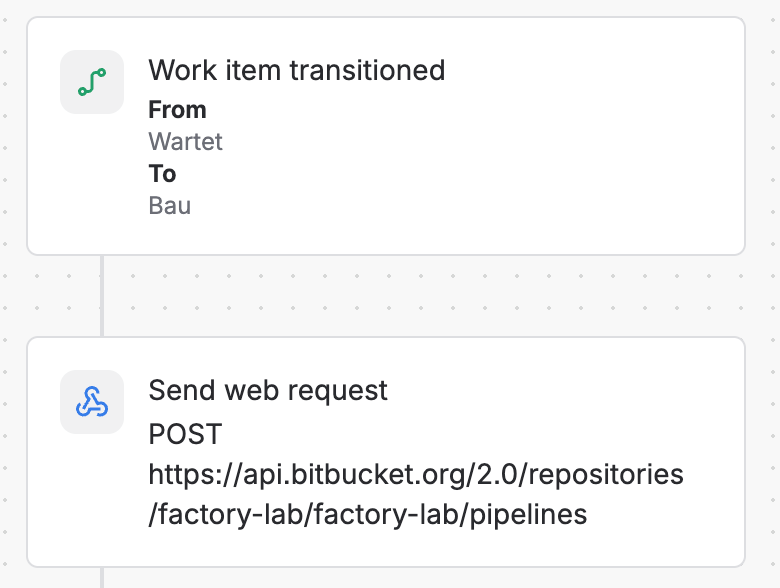 Work item transitioned
From
Wartet
To
Bau
Send web request
POST
https://api.bitbucket.org/2.0/repositories
/factory-lab/factory-lab/pipelines